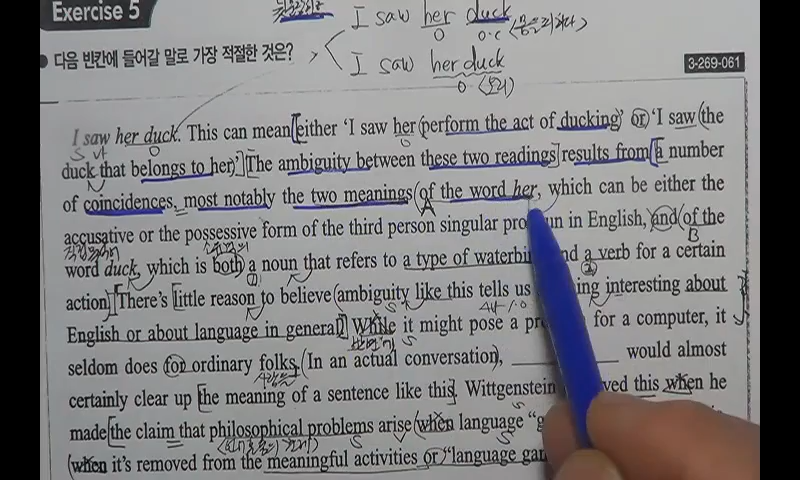 Exercise 5
I saw her duck
O O·C
다음 빈칸에 들어갈 말로 가장 적절한 것은?
I saw her duck
O (오리)
3-269-061
I saw her duck. This can mean either 'I saw her (perform the act of ducking)' or 'I saw (the
duck that belongs to her)'. The ambiguity between these two readings results from a number
of coincidences, most notably the two meanings (of the word her, which can be either the
accusative or the possessive form of the third person singular pro un in English, and (of the
word duck, which is both a noun that refers to a type of waterbir nd a verb for a certain
action. There's little reason to believe (ambiguity like this tells us ing interesting about
English or about language in general. While it might pose a pr for a computer, it
seldom does for ordinary folks. (In an actual conversation), ________ would almost
certainly clear up the meaning of a sentence like this. Wittgenstein ved this when he
made the claim that philosophical problems arise (when language "g
(when it's removed from the meaningful activities or "language gam